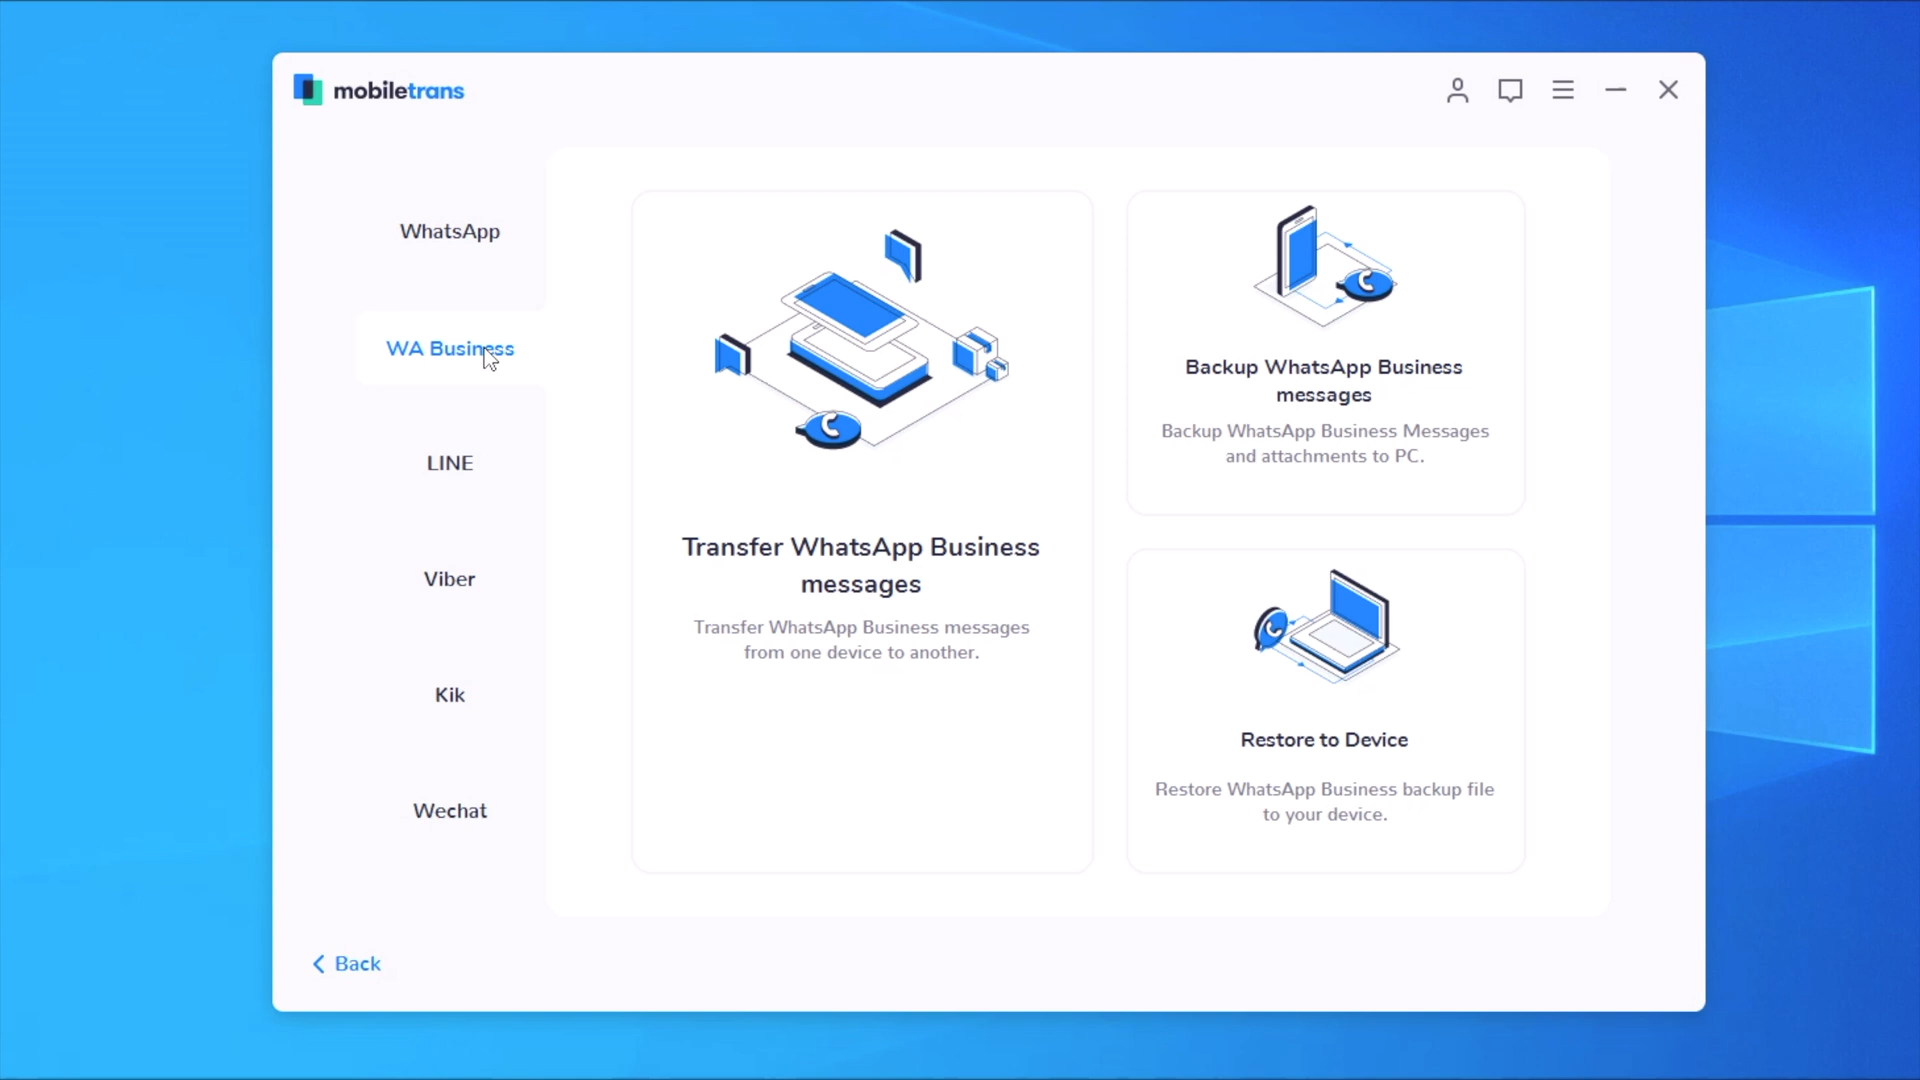 mobiletrans
WhatsApp
WA Business
LINE
Viber
Kik
Wechat
Transfer WhatsApp Business
messages
Transfer WhatsApp Business messages
from one device to another.
Backup WhatsApp Business
messages
Backup WhatsApp Business Messages
and attachments to PC.
Restore to Device
Restore WhatsApp Business backup file
to your device.
Back